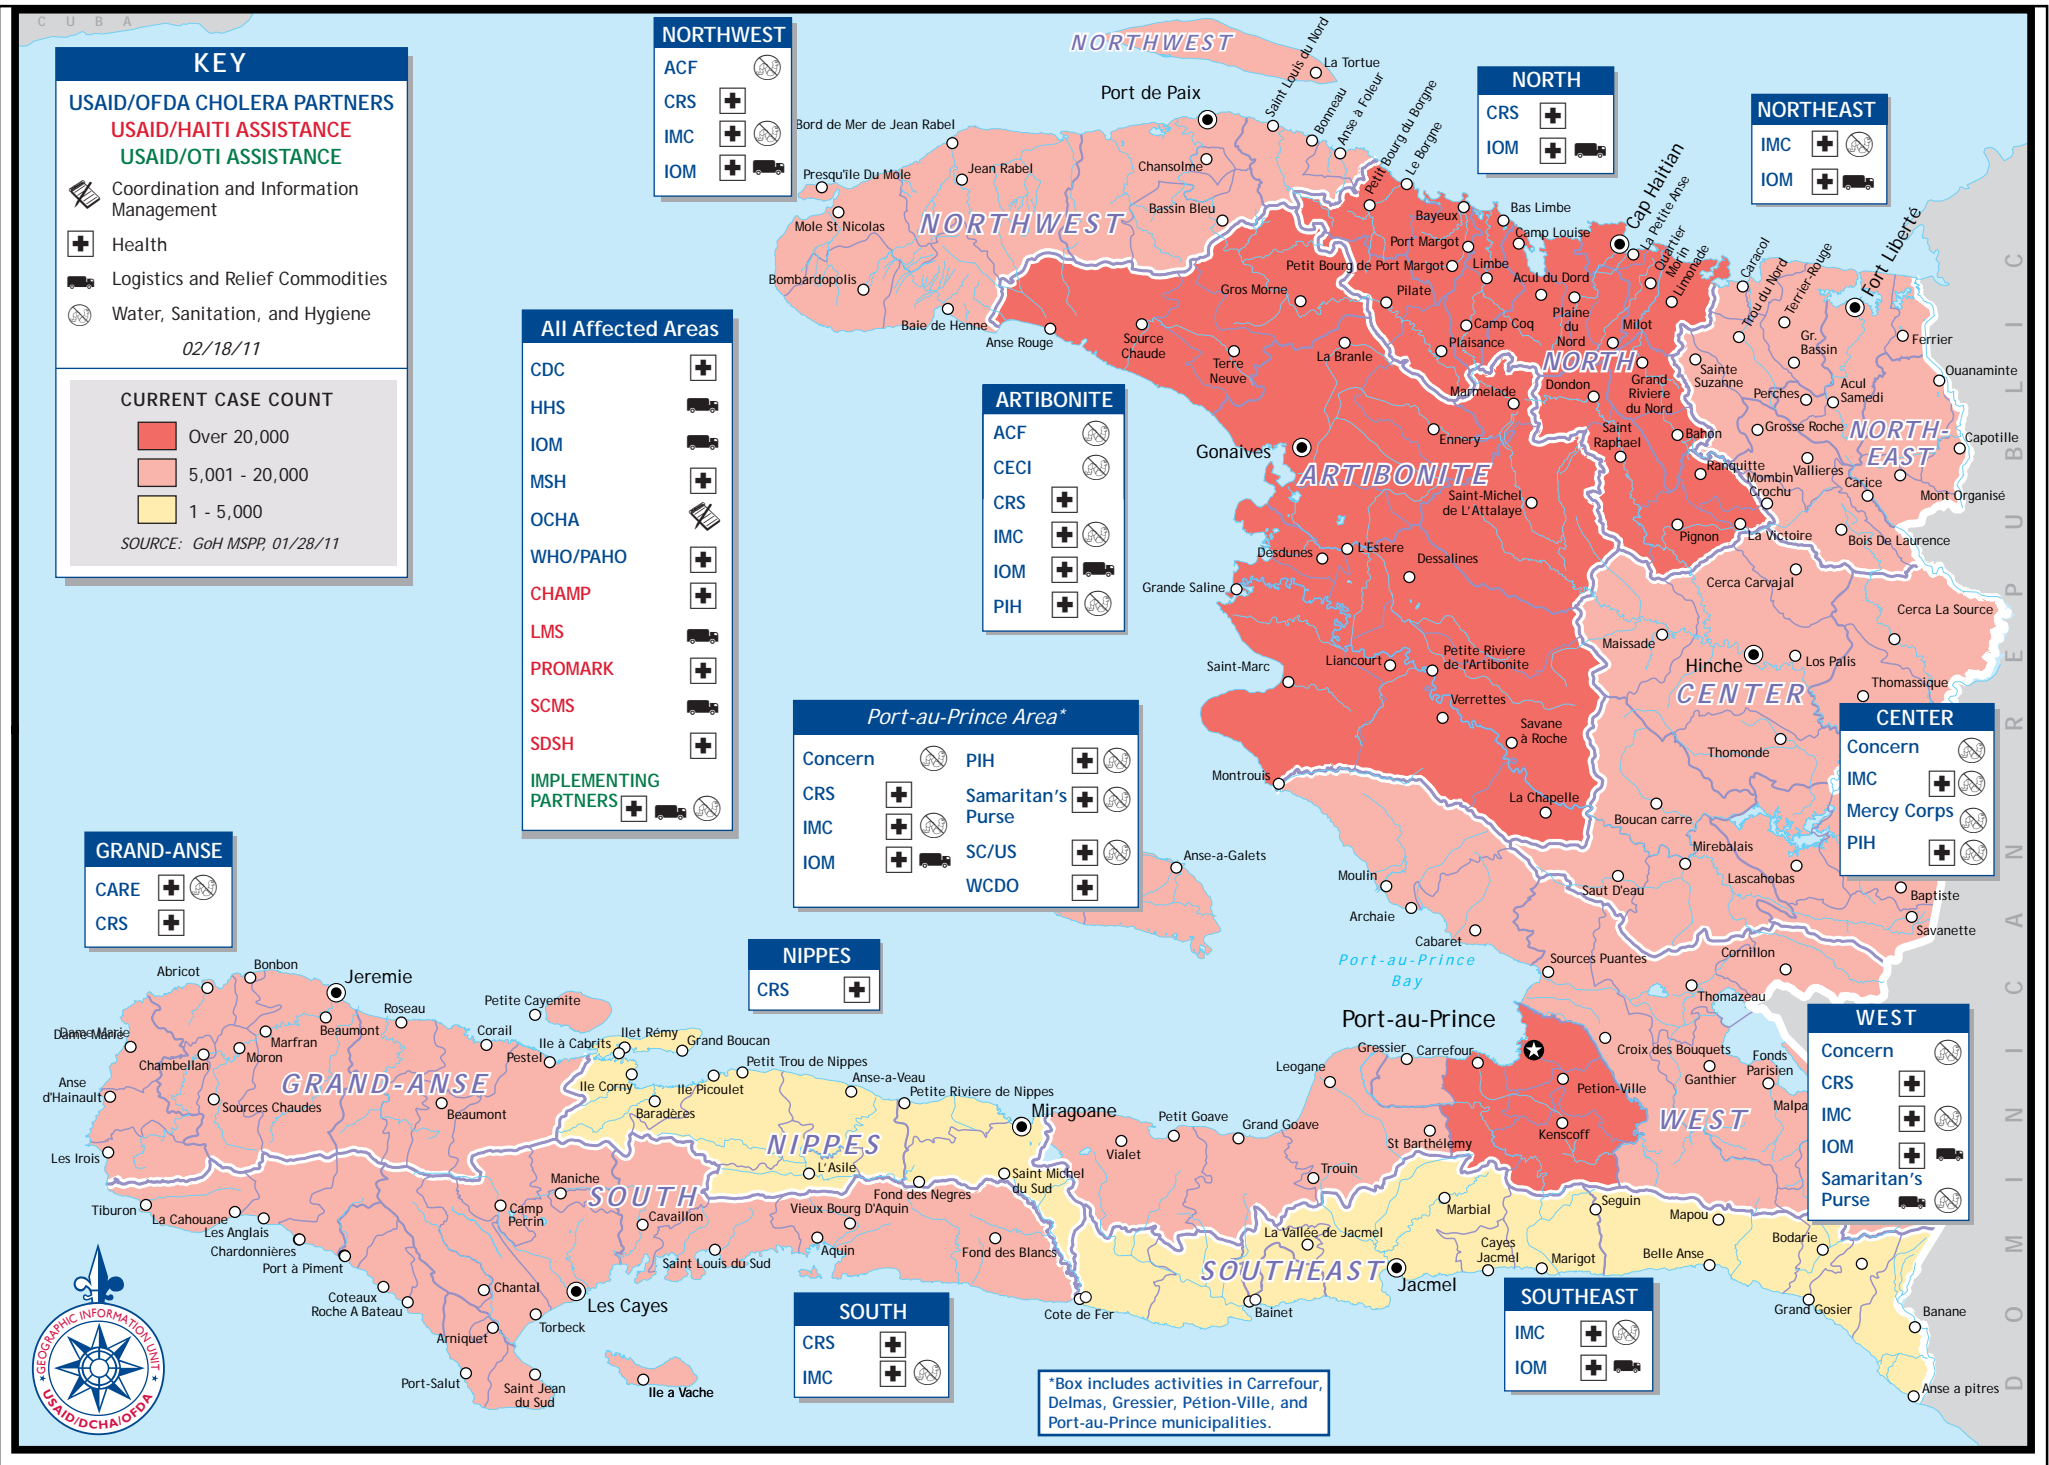 CUBA
KEY
USAID/OFDA CHOLERA PARTNERS
USAID/HAITI ASSISTANCE
USAID/OTI ASSISTANCE
Coordination and Information
Management
Health
Logistics and Relief Commodities
Water, Sanitation, and Hygiene
02/18/11
CURRENT CASE COUNT
Over 20,000
5,001 - 20,000
1 - 5,000
SOURCE: GoH MSPP, 01/28/11
NORTHWEST
ACF
CRS
IMC
IOM
NORTH
CRS
IOM
NORTHEAST
IMC
IOM
All Affected Areas
CDC
HHS
IOM
MSH
OCHA
WHO/PAHO
CHAMP
LMS
PROMARK
SCMS
SDSH
IMPLEMENTING
PARTNERS
ARTIBONITE
ACF
CECI
CRS
IMC
IOM
PIH
Port-au-Prince Area*
Concern
CRS
IMC
IOM
PIH
Samaritan's
Purse
SC/US
WCDO
CENTER
Concern
IMC
Mercy Corps
PIH
GRAND-ANSE
CARE
CRS
NIPPES
CRS
WEST
Concern
CRS
IMC
IOM
Samaritan's
Purse
SOUTH
CRS
IMC
SOUTHEAST
IMC
IOM
*Box includes activities in Carrefour,
Delmas, Gressier, Pétion-Ville, and
Port-au-Prince municipalities.
NORTHWEST
La Tortue
Saint Louis du Nord
Port de Paix
Bonneau
Anse à Foleur
Petit Bourg du Borgne
Le Borgne
Bord de Mer de Jean Rabel
Jean Rabel
Chansolme
Presqu'ile Du Mole
Mole St Nicolas
NORTHWEST
Bassin Bleu
Bombardopolis
Baie de Henne
Anse Rouge
Bayeux
Bas Limbe
Camp Louise
Port Margot
Petit Bourg de Port Margot
Limbe
Cap Haitian
La Petite Anse
Quartier
Morin
Limonade
Caracol
Trou du Nord
Terrier-Rouge
Fort Liberté
Gros Morne
Pilate
Acul du Dord
Plaine
du
Nord
Milot
Source
Chaude
Terre
Neuve
La Branle
Camp Coq
Plaisance
NORTH
Marmelade
Dondon
Grand
Riviere
du Nord
Sainte
Suzanne
Gr.
Bassin
Ferrier
Ouanaminte
Perches
Acul
Samedi
Ennery
Saint
Raphael
Bahon
Grosse Roche
NORTH-
EAST
Capotille
Gonaives
ARTIBONITE
Ranquitte
Mombin
Crochu
Vallieres
Carice
Mont Organisé
Saint-Michel
de L'Attalaye
Pignon
La Victoire
Bois De Laurence
Desdunes
L'Estere
Dessalines
Grande Saline
Cerca Carvajal
Cerca La Source
Maissade
Hinche
Los Palis
Saint-Marc
Liancourt
Petite Riviere
de l'Artibonite
CENTER
Thomassique
Verrettes
Savane
à Roche
Thomonde
Montrouis
La Chapelle
Boucan carre
Mirebalais
Lascahobas
Saut D'eau
Baptiste
Savanette
Anse-a-Galets
Moulin
Archaie
Cabaret
Port-au-Prince
Bay
Sources Puantes
Cornillon
Thomazeau
Port-au-Prince
Gressier
Carrefour
Leogane
Croix des Bouquets
Ganthier
Fonds
Parisien
Petion-Ville
Malpa
WEST
Kenscoff
St Barthélemy
Petit Goave
Grand Goave
Vialet
Trouin
Abricot
Bonbon
Jeremie
Roseau
Petite Cayemite
Dame Marie
Dame-Marie
Beaumont
Marfran
Moron
Chambellan
Corail
Pestel
Ile à Cabrits
Ilet Rémy
Grand Boucan
Petit Trou de Nippes
Anse
d'Hainault
GRAND-ANSE
Sources Chaudes
Beaumont
Ile Corny
Ile Picoulet
Anse-a-Veau
Petite Riviere de Nippes
Miragoane
Baradères
NIPPES
Les Irois
L'Asile
Saint Michel
du Sud
Fond des Negres
Maniche
SOUTH
Tiburon
La Cahouane
Les Anglais
Chardonnières
Port à Piment
Camp
Perrin
Cavaillon
Vieux Bourg D'Aquin
Aquin
Fond des Blancs
Saint Louis du Sud
Coteaux
Roche A Bateau
Chantal
Les Cayes
Torbeck
Arniquet
Port-Salut
Saint Jean
du Sud
Ile a Vache
Cote de Fer
La Vallée de Jacmel
SOUTHEAST
Bainet
Jacmel
Marbial
Cayes
Jacmel
Marigot
Seguin
Mapou
Belle Anse
Bodarie
Grand Gosier
Banane
Anse a pitres
DOMINICAN REPUBLIC
GEOGRAPHIC INFORMATION UNIT
USAID/DCHA/OFDA